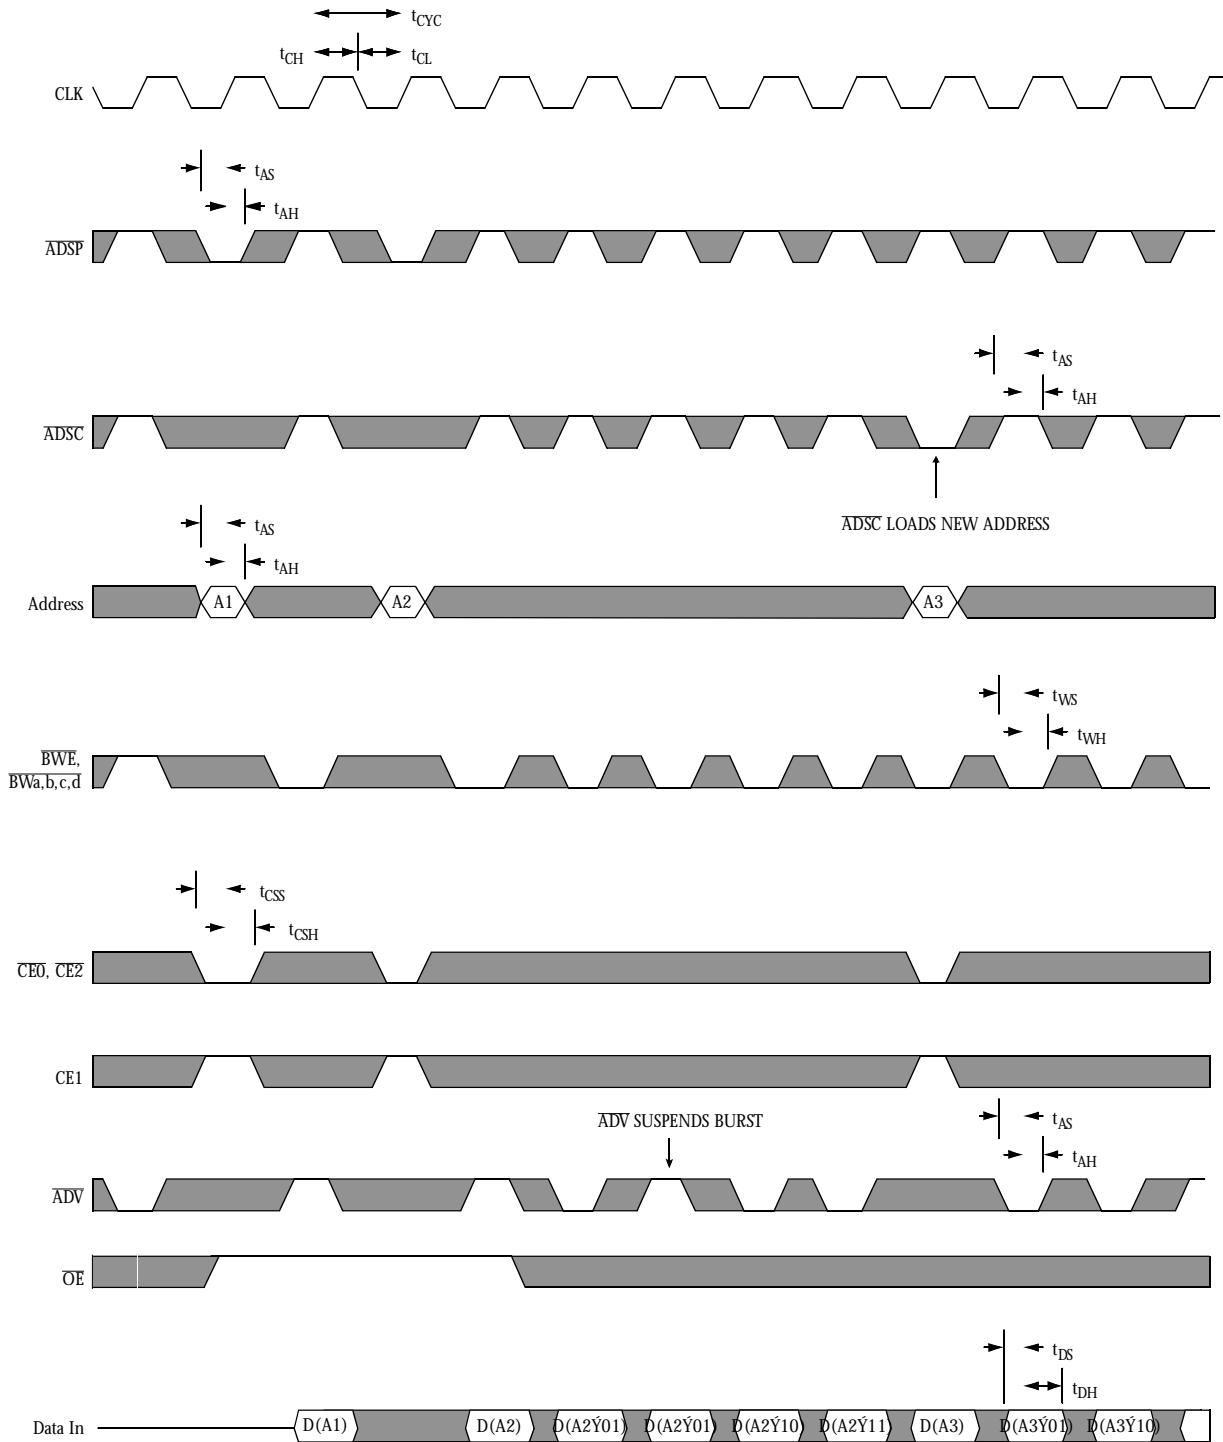 tCYC
tCH tCL
CLK
tAS
tAH
ADSP
tAS
tAH
ADSC
ADSC LOADS NEW ADDRESS
tAS
tAH
Address A1 A2 A3
tWS
tWH
BWE,
BWa,b,c,d
tCSS
tCSH
CE0, CE2
CE1
ADV SUSPENDS BURST
tAS
tAH
ADV
OE
tDS
tDH
Data In D(A1) D(A2) D(A2Ý01) D(A2Ý01) D(A2Ý10) D(A2Ý11) D(A3) D(A3Ý01) D(A3Ý10)